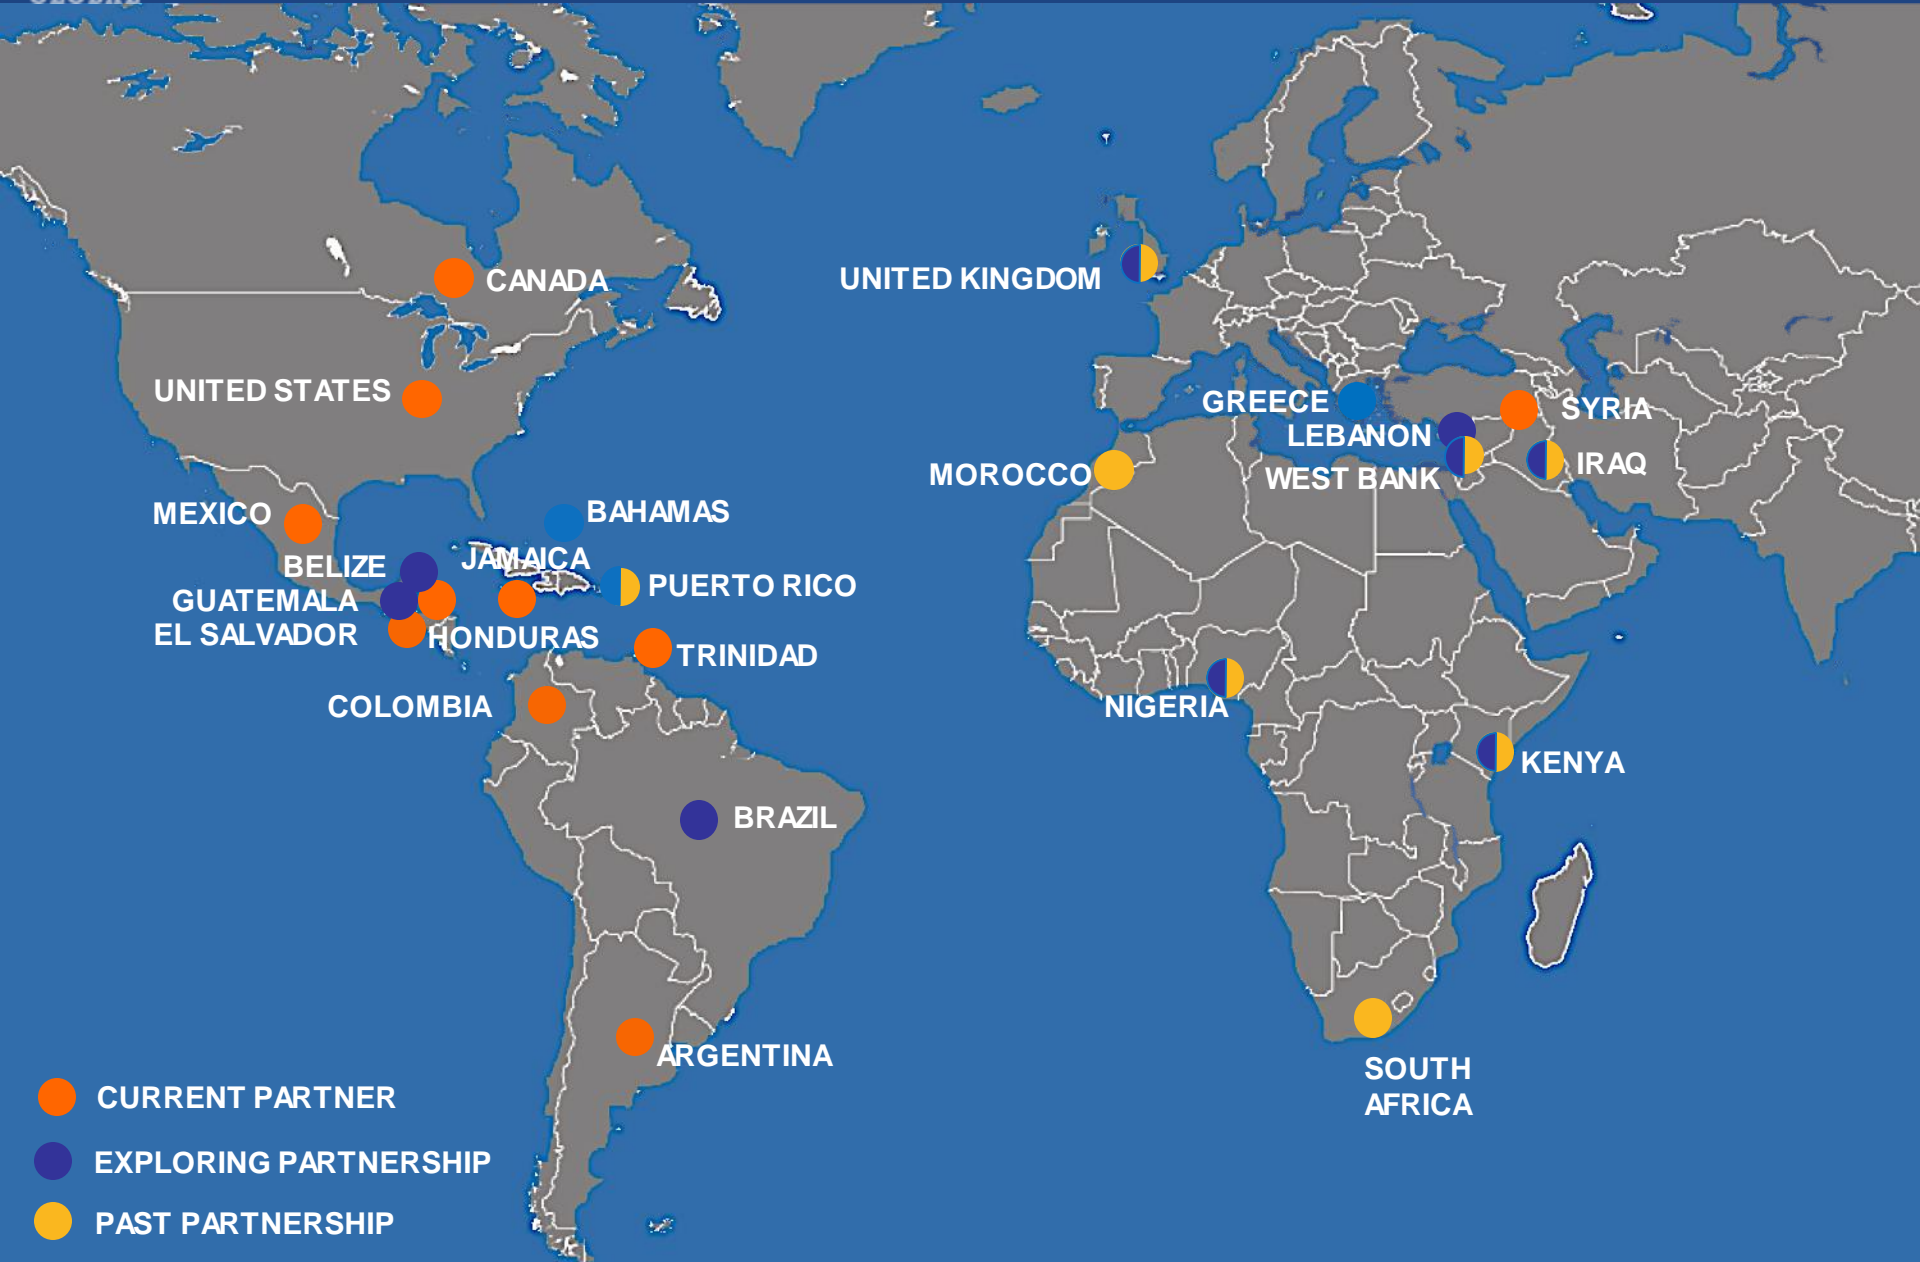 GLOBAL
CANADA
UNITED KINGDOM
UNITED STATES
GREECE
SYRIA
LEBANON
MOROCCO
WEST BANK
IRAQ
MEXICO
BAHAMAS
BELIZE
JAMAICA
PUERTO RICO
GUATEMALA
EL SALVADOR
HONDURAS
TRINIDAD
COLOMBIA
NIGERIA
KENYA
BRAZIL
ARGENTINA
SOUTH
AFRICA
CURRENT PARTNER
EXPLORING PARTNERSHIP
PAST PARTNERSHIP